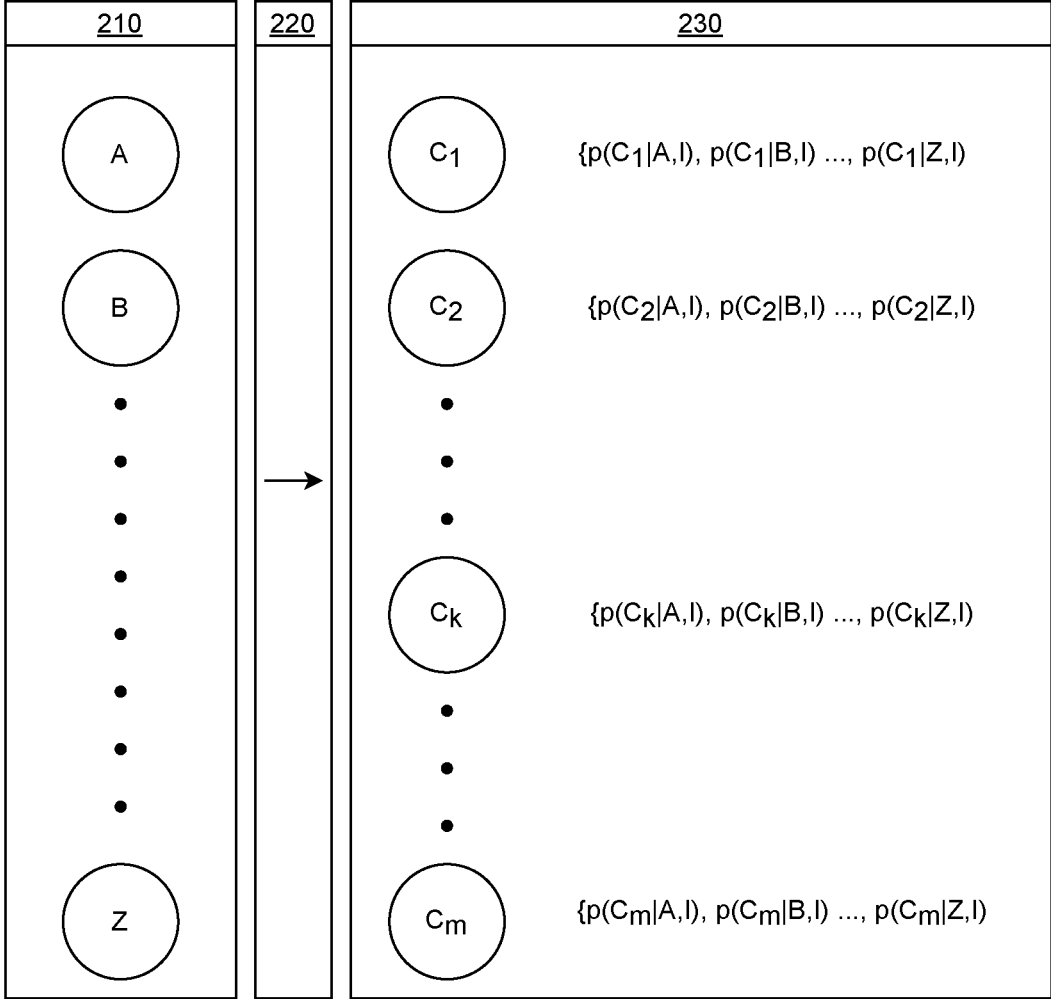 210 220 230
A C1 {p(C1|A,I), p(C1|B,I) ..., p(C1|Z,I)
B C2 {p(C2|A,I), p(C2|B,I) ..., p(C2|Z,I)
Ck {p(Ck|A,I), p(Ck|B,I) ..., p(Ck|Z,I)
Z Cm {p(Cm|A,I), p(Cm|B,I) ..., p(Cm|Z,I)